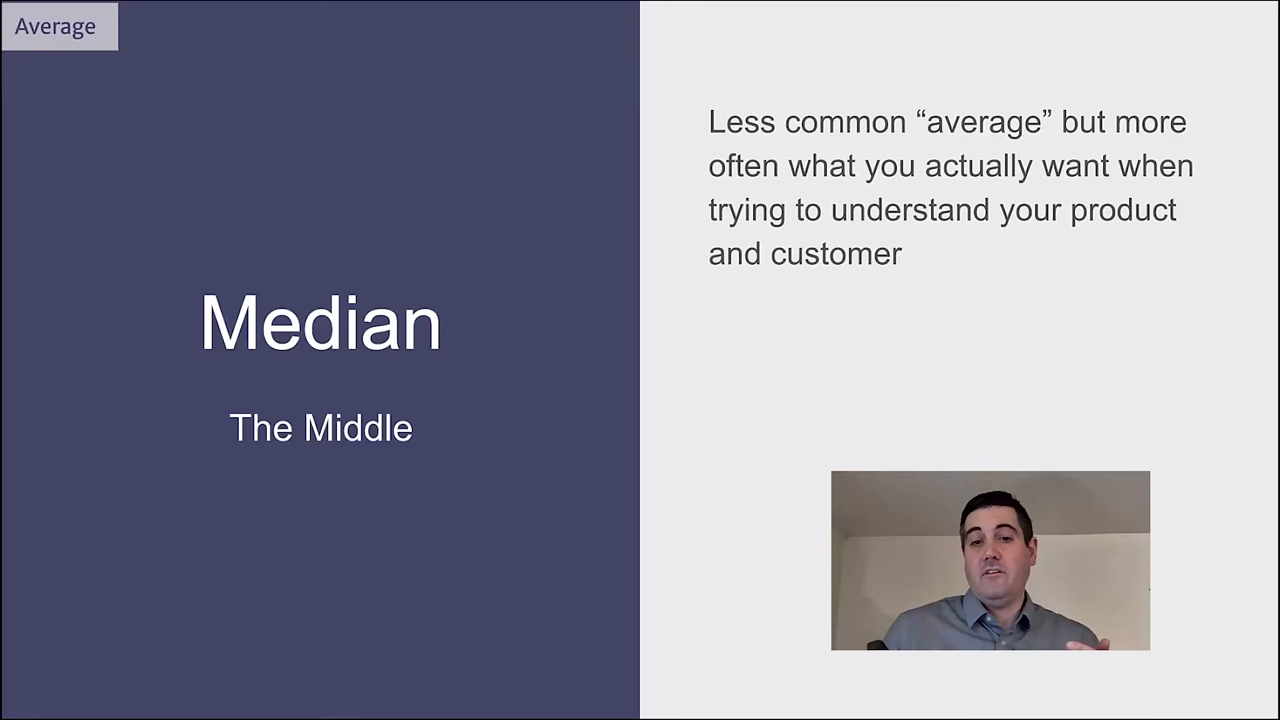 Average
Median
The Middle
Less common “average” but more
often what you actually want when
trying to understand your product
and customer